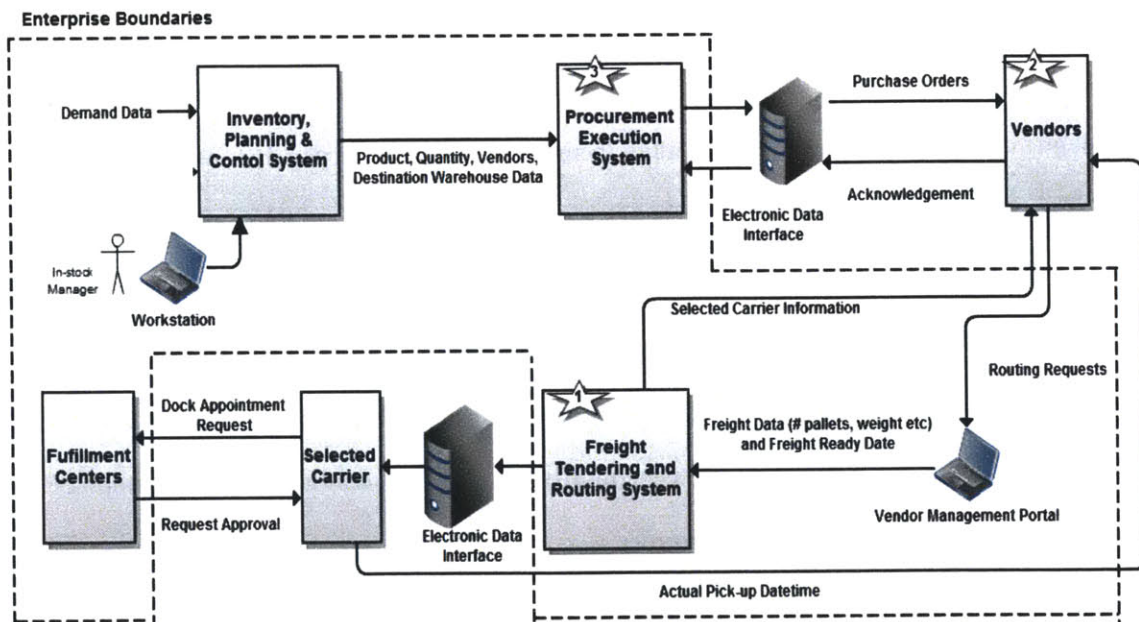 Enterprise Boundaries
Demand Data
Inventory,
Planning &
Contol System
Product, Quantity, Vendors,
Destination Warehouse Data
3
Procurement
Execution
System
Electronic Data
Interface
Purchase Orders
Acknowledgement
2
Vendors
In-stock
Manager
Workstation
Selected Carrier Information
Routing Requests
Fufillment
Centers
Dock Appointment
Request
Request Approval
Selected
Carrier
Electronic Data
Interface
1
Freight
Tendering and
Routing System
Freight Data (# pallets, weight etc)
and Freight Ready Date
Vendor Management Portal
Actual Pick-up Datetime